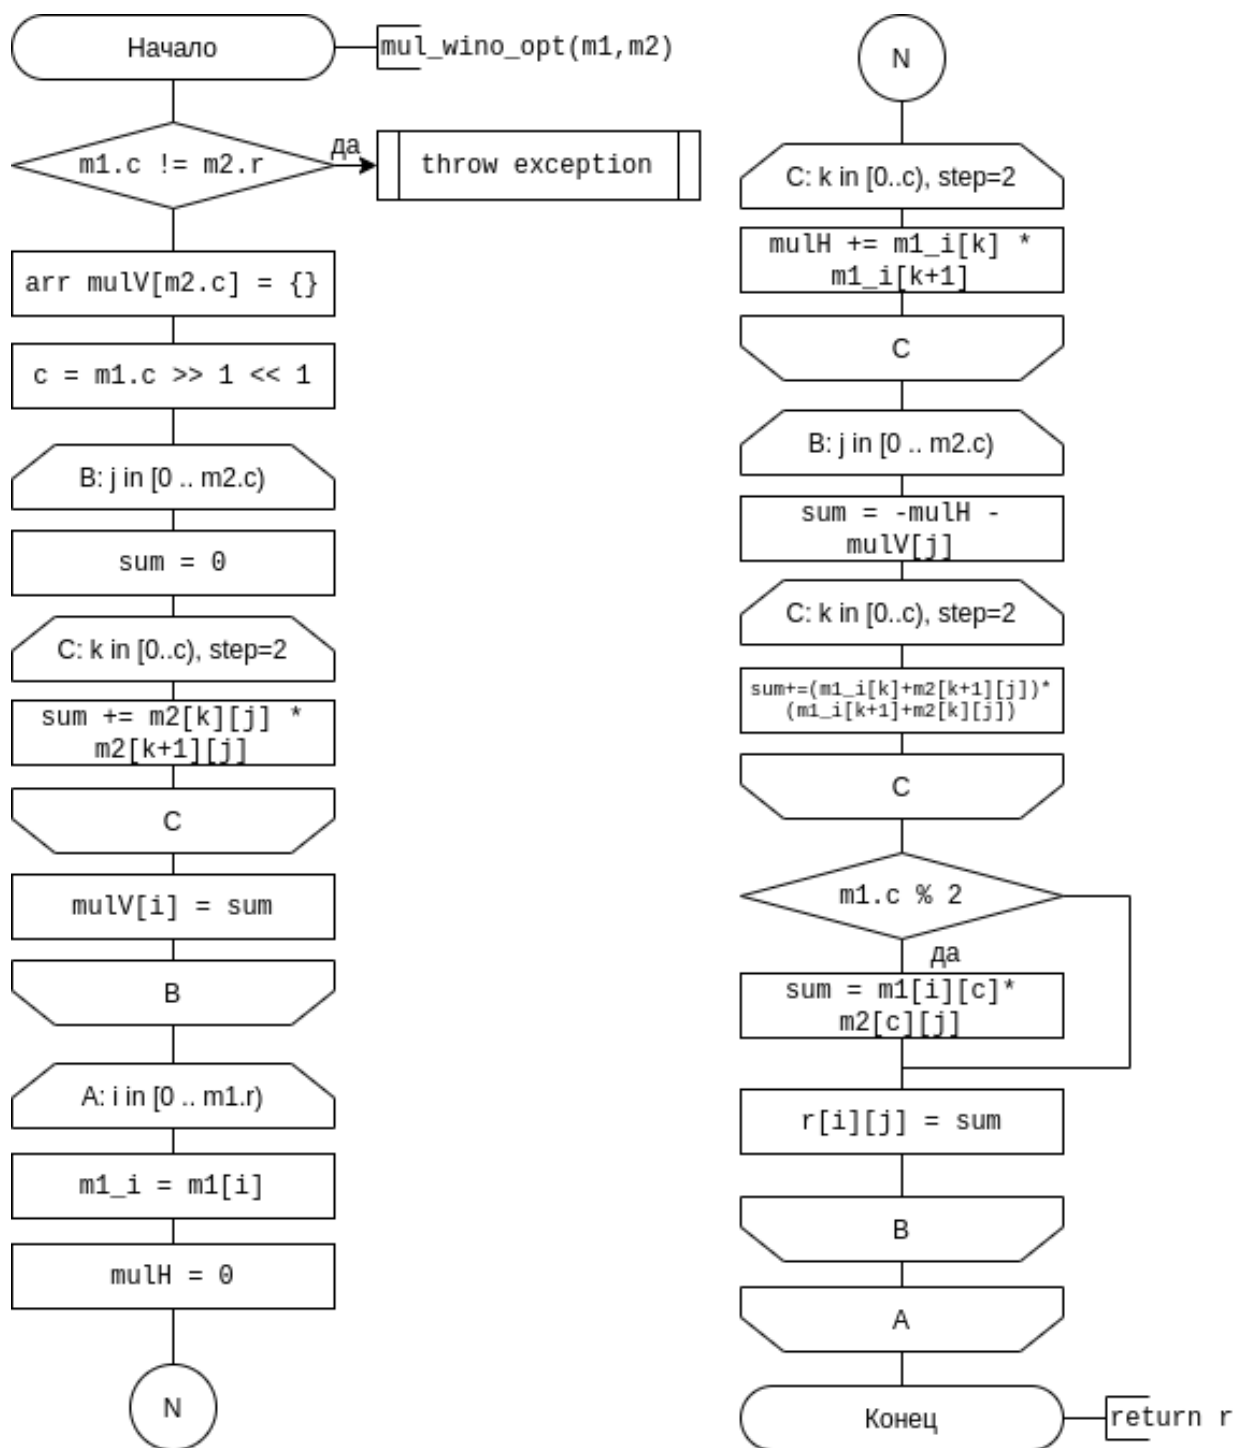 Начало
mul_wino_opt(m1,m2)
m1.c != m2.r
да
throw exception
arr mulV[m2.c] = {}
c = m1.c >> 1 << 1
B: j in [0 .. m2.c)
sum = 0
C: k in [0..c), step=2
sum += m2[k][j] *
m2[k+1][j]
C
mulV[i] = sum
B
A: i in [0 .. m1.r)
m1_i = m1[i]
mulH = 0
N
N
C: k in [0..c), step=2
mulH += m1_i[k] *
m1_i[k+1]
C
B: j in [0 .. m2.c)
sum = -mulH -
mulV[j]
C: k in [0..c), step=2
sum+=(m1_i[k]+m2[k+1][j])*
(m1_i[k+1]+m2[k][j])
C
m1.c % 2
да
sum = m1[i][c]*
m2[c][j]
r[i][j] = sum
B
A
Конец
return r